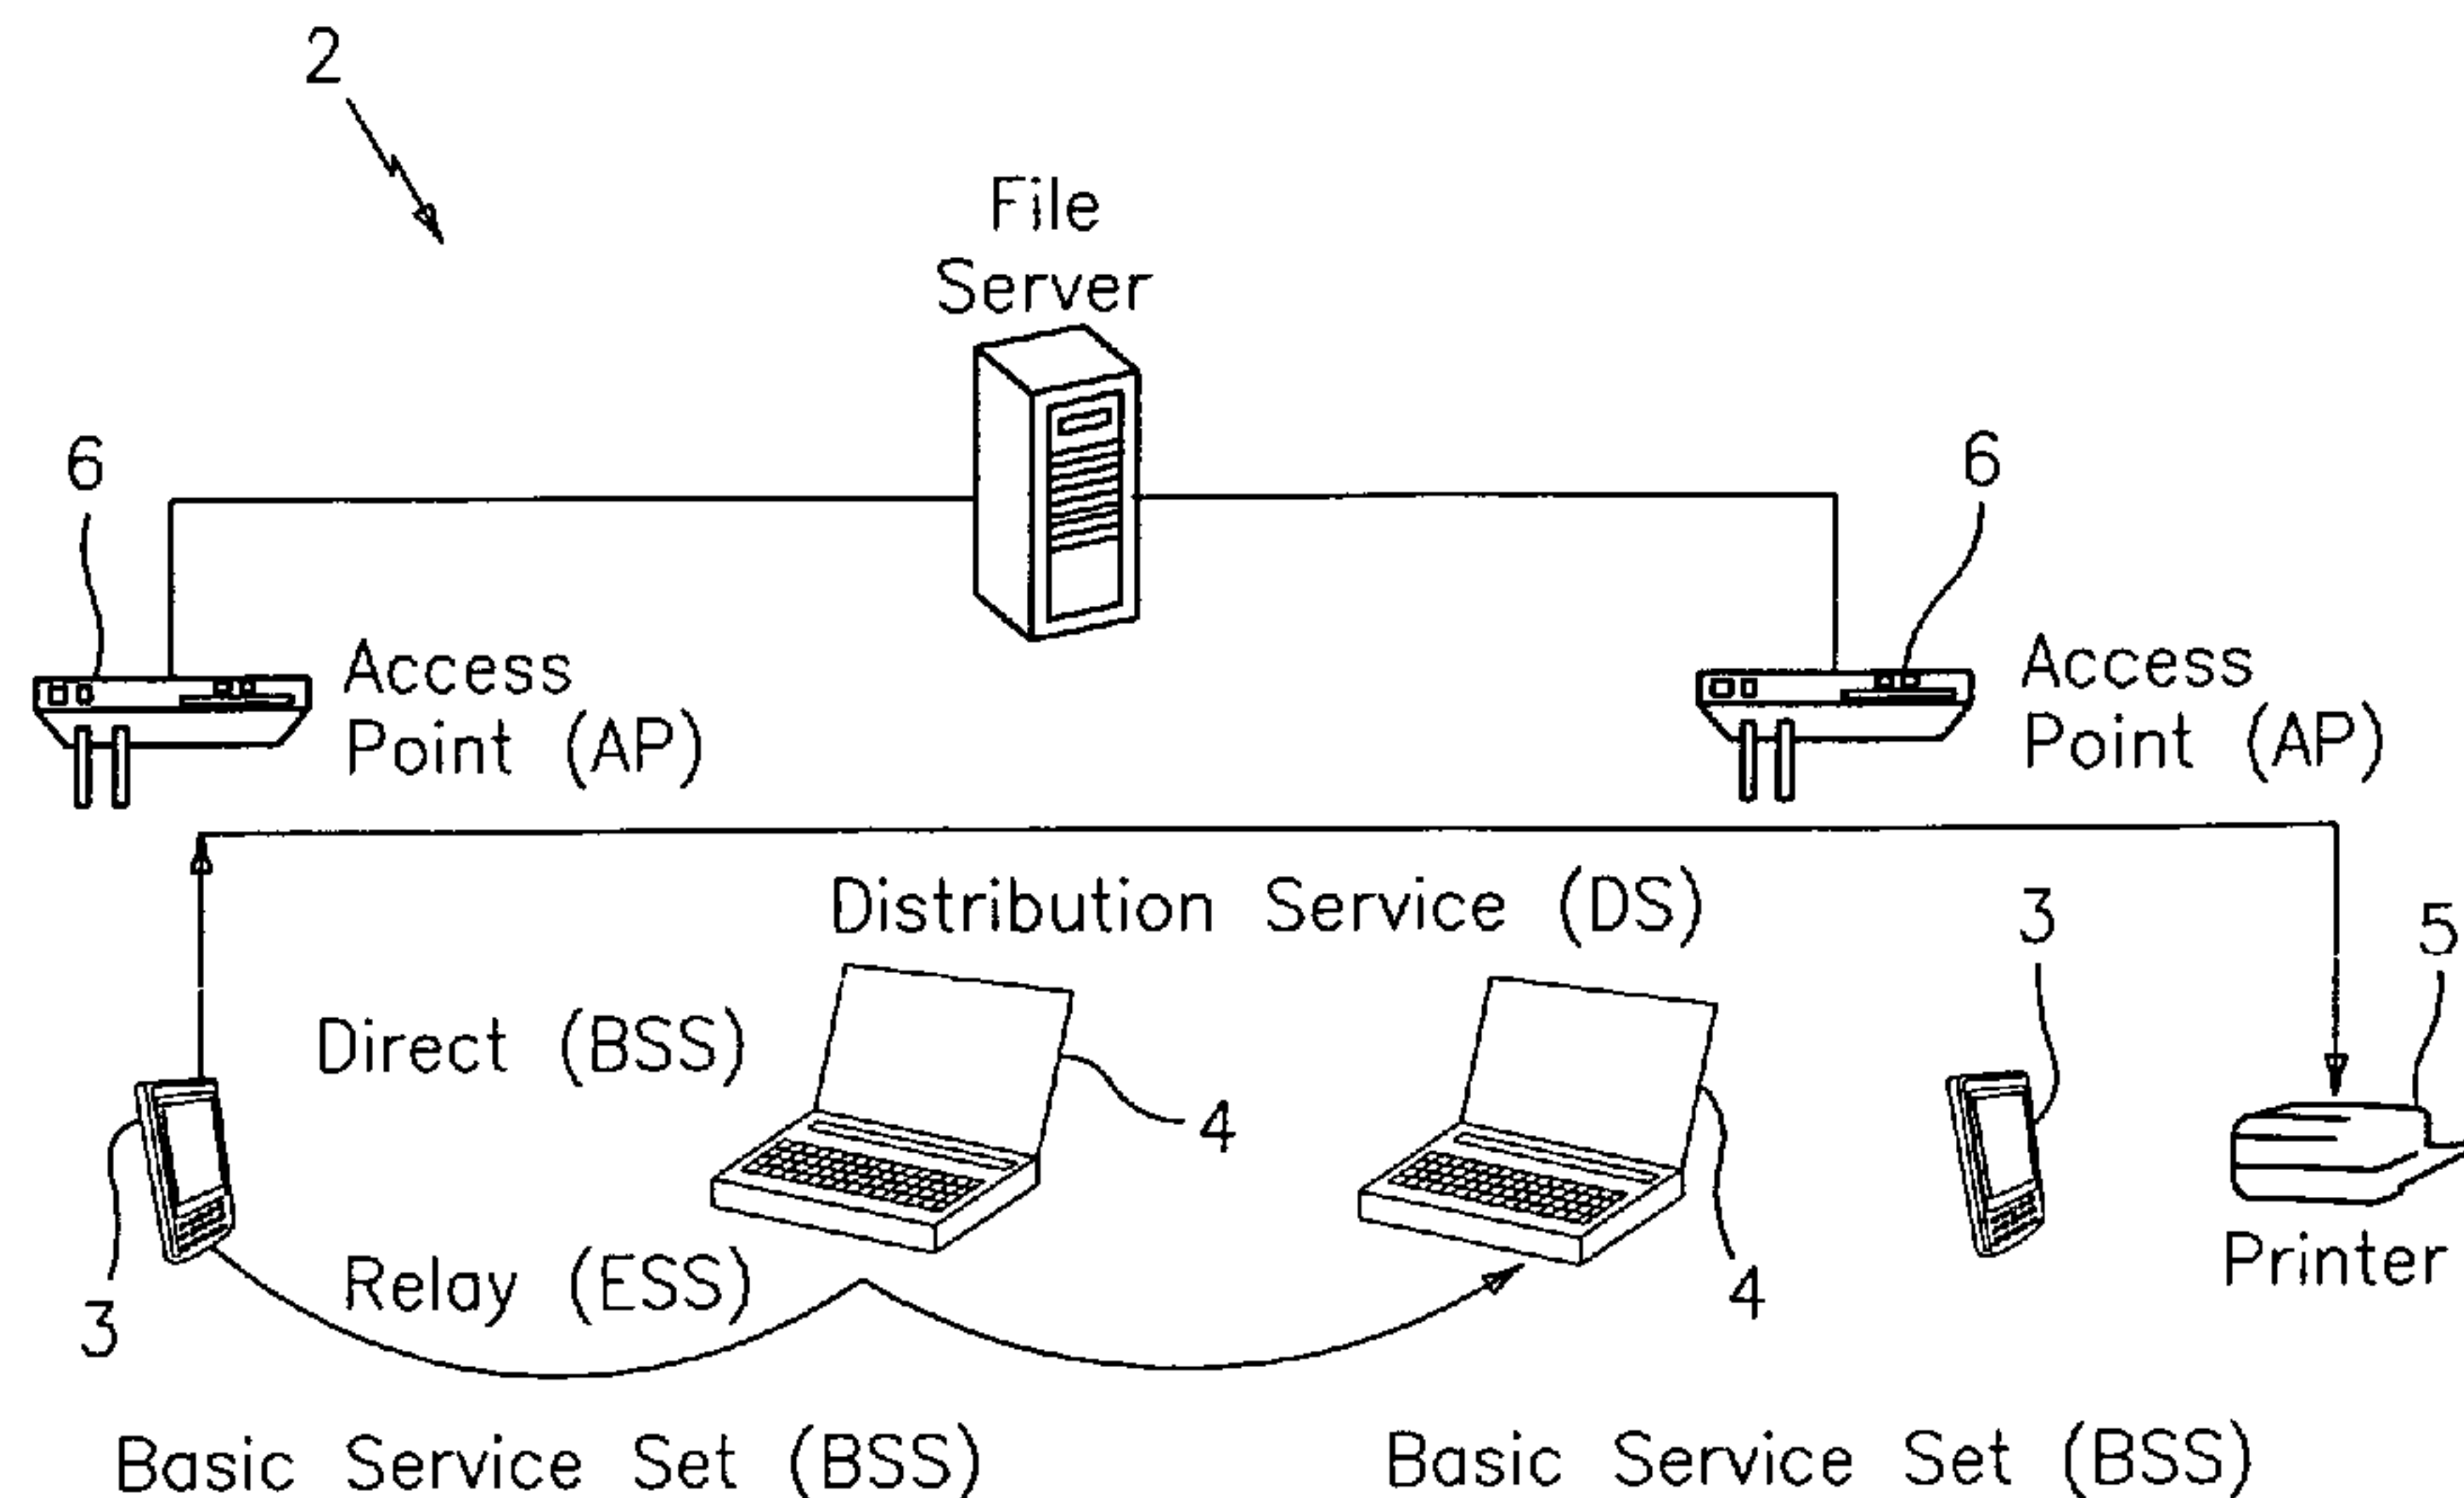 2
File
Server
6
6
Access
Point (AP)
Access
Point (AP)
Distribution Service (DS)
3
5
Direct (BSS)
4
Relay (ESS)
3
4
Printer
Basic Service Set (BSS)
Basic Service Set (BSS)